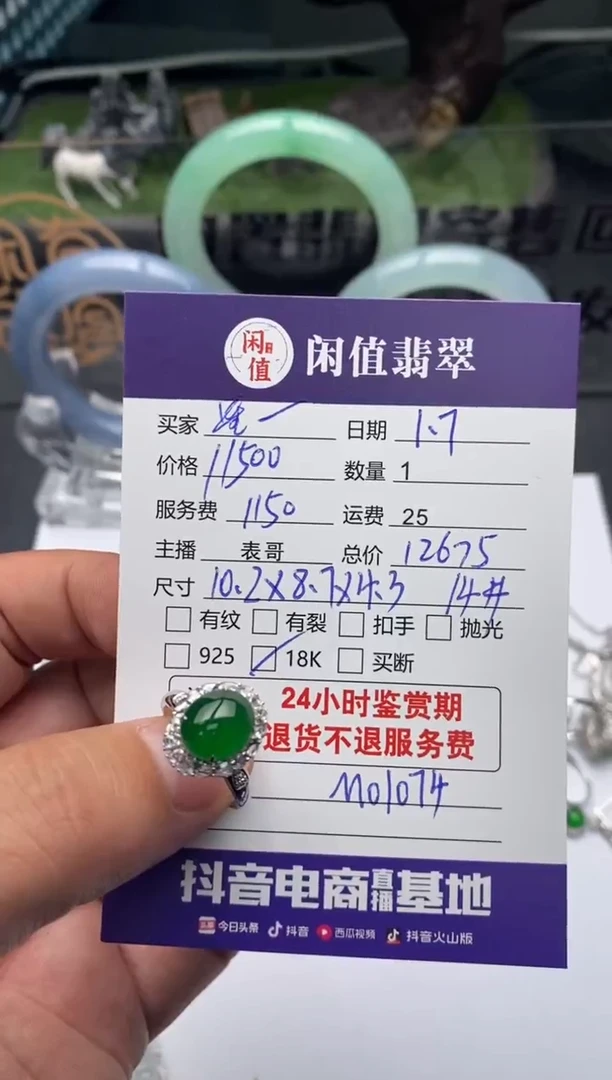 闲值 闲值翡翠
买家 日期 1.7
价格 11500 数量 1
服务费 1150 运费 25
主播 表哥 总价 12675
尺寸 10.2X8.7X4.3 14#
有纹 有裂 扣手 抛光
925 18K 买断
24小时鉴赏期
退货不退服务费
M01074
抖音电商直播基地
今日头条 抖音 西瓜视频 抖音火山版